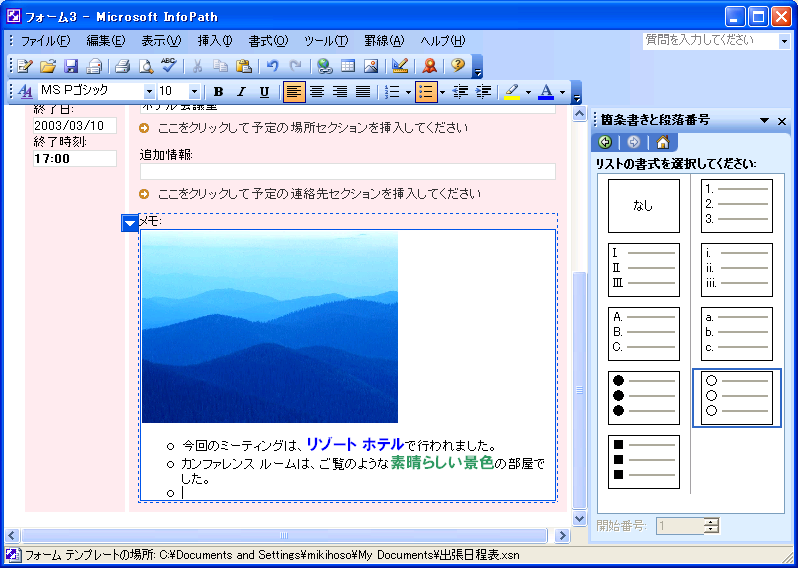 フォーム3 - Microsoft InfoPath
ファイル(F) 編集(E) 表示(V) 挿入(I) 書式(O) ツール(T) 罫線(A) ヘルプ(H)
質問を入力してください
MS Pゴシック 10 B I U
終了日:
2003/03/10
終了時刻:
17:00
ホテル会議室
ここをクリックして予定の場所セクションを挿入してください
追加情報:
ここをクリックして予定の連絡先セクションを挿入してください
メモ:
今回のミーティングは、リゾート ホテルで行われました。
カンファレンス ルームは、ご覧のような素晴らしい景色の部屋で
した。
箇条書きと段落番号
リストの書式を選択してください:
なし
1.
2.
3.
I
II
III
i.
ii.
iii.
A.
B.
C.
a.
b.
c.
開始番号: 1
フォーム テンプレートの場所: C:¥Documents and Settings¥mikihoso¥My Documents¥出張日程表.xsn